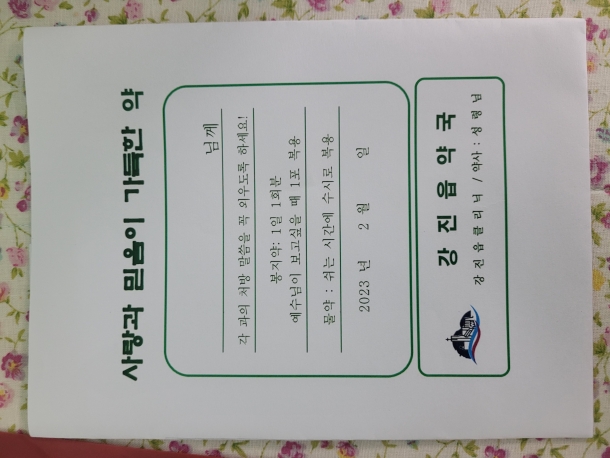 사랑과 믿음이 가득한 약
님께
각 과의 처방 말씀을 꼭 외우도록 하세요!
봉지약: 1일 1회분
예수님이 보고싶을 때 1포 복용
물약 : 쉬는 시간에 수시로 복용
2023 년 2 월 일
강 진 읍 약 국
강 진 읍 클 리 닉 / 약사 : 성 령 님